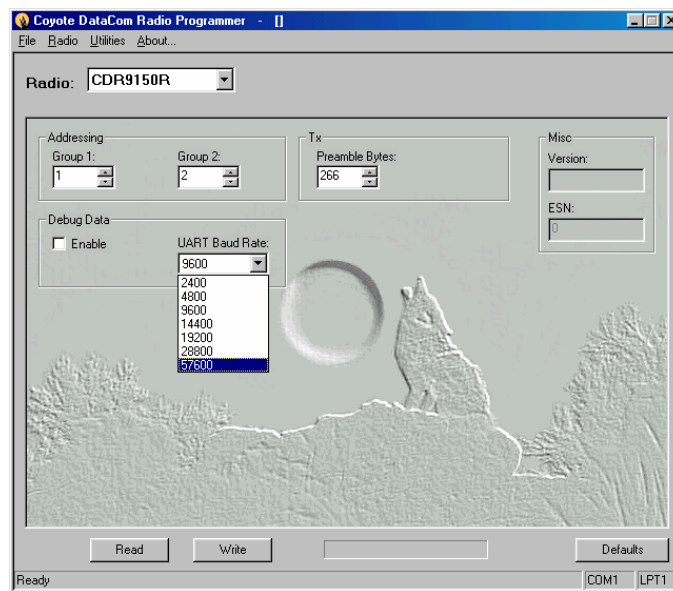 Coyote DataCom Radio Programmer - []
File Radio Utilities About...
Radio: CDR9150R
Addressing
Group 1: Group 2:
1 2
Tx
Preamble Bytes:
266
Misc
Version:
ESN:
0
Debug Data
Enable
UART Baud Rate:
9600
2400
4800
9600
14400
19200
28800
57600
Read Write Defaults
Ready COM1 LPT1